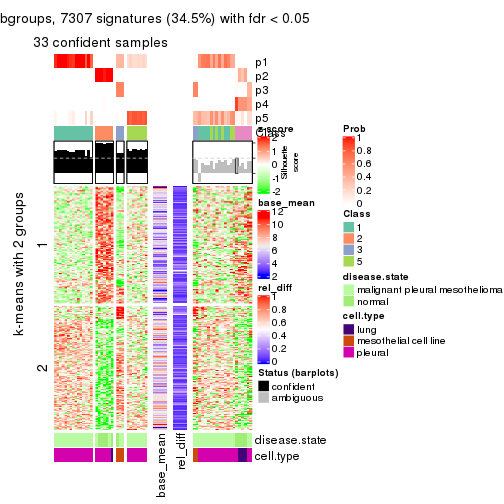 bgroups, 7307 signatures (34.5%) with fdr < 0.05
33 confident samples
p1
p2
p3
p4
p5
Class
z-score
2
1
0
-1
-2
Silhouette
score
base_mean
12
10
8
6
4
2
rel_diff
1
0.8
0.6
0.4
0.2
0
Status (barplots)
confident
ambiguous
Prob
1
0.8
0.6
0.4
0.2
0
Class
1
2
3
5
disease.state
malignant pleural mesothelioma
normal
cell.type
lung
mesothelial cell line
pleural
k-means with 2 groups
1
2
disease.state
cell.type
base_mean
rel_diff